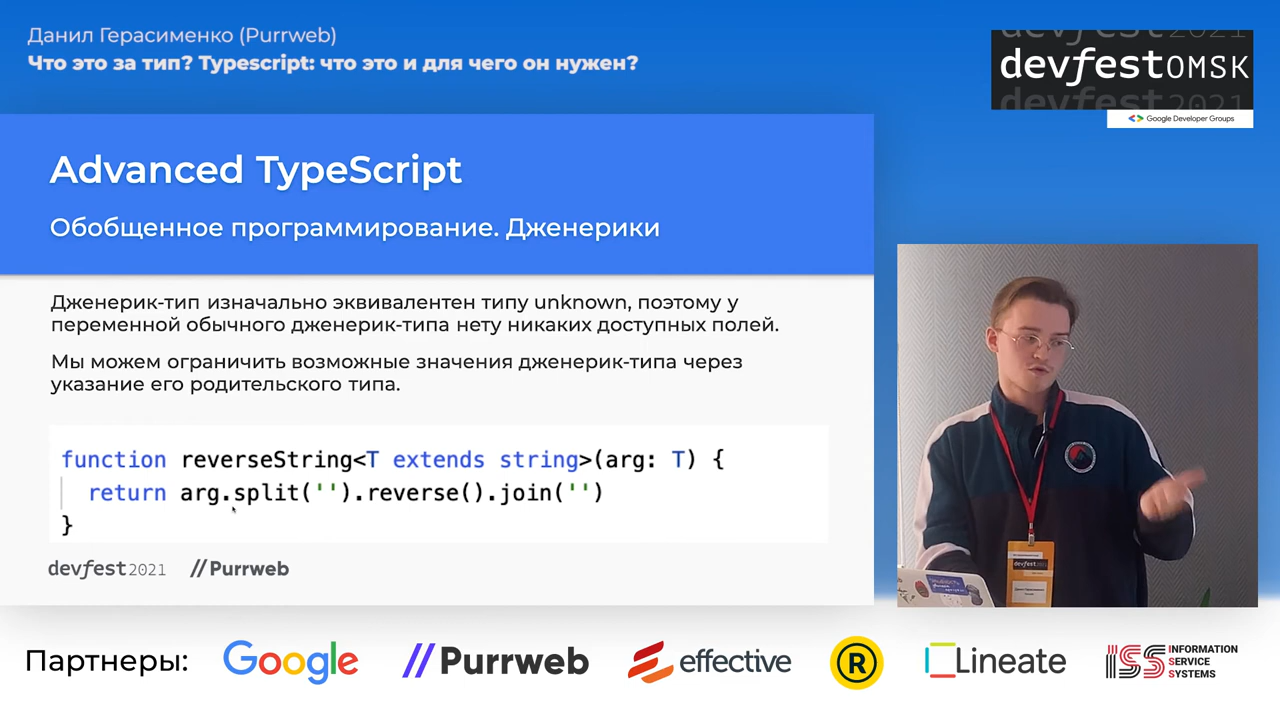 Данил Герасименко (Purrweb)
Что это за тип? Typescript: что это и для чего он нужен?
devfestOMSK
devfest2021
Google Developer Groups
Advanced TypeScript
Обобщенное программирование. Дженерики
Дженерик-тип изначально эквивалентен типу unknown, поэтому у
переменной обычного дженерик-типа нету никаких доступных полей.
Мы можем ограничить возможные значения дженерик-типа через
указание его родительского типа.
function reverseString<T extends string>(arg: T) {
return arg.split('').reverse().join('')
}
devfest2021 //Purrweb
devfest2021
Партнеры: Google //Purrweb effective R Lineate ISS INFORMATION
SERVICE
SYSTEMS